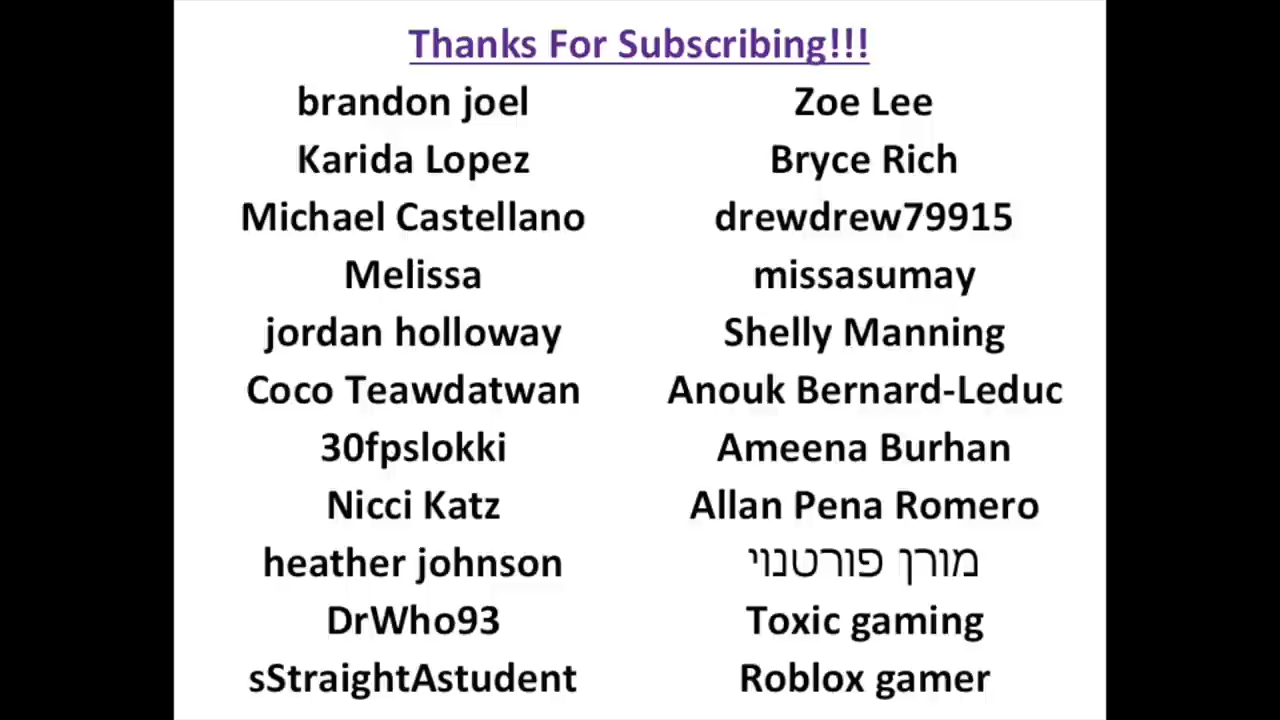 Thanks For Subscribing!!!
brandon joel
Karida Lopez
Michael Castellano
Melissa
jordan holloway
Coco Teawdatwan
30fpslokki
Nicci Katz
heather johnson
DrWho93
sStraightAstudent
Zoe Lee
Bryce Rich
drewdrew79915
missasumay
Shelly Manning
Anouk Bernard-Leduc
Ameena Burhan
Allan Pena Romero
מורן פורטנוי
Toxic gaming
Roblox gamer